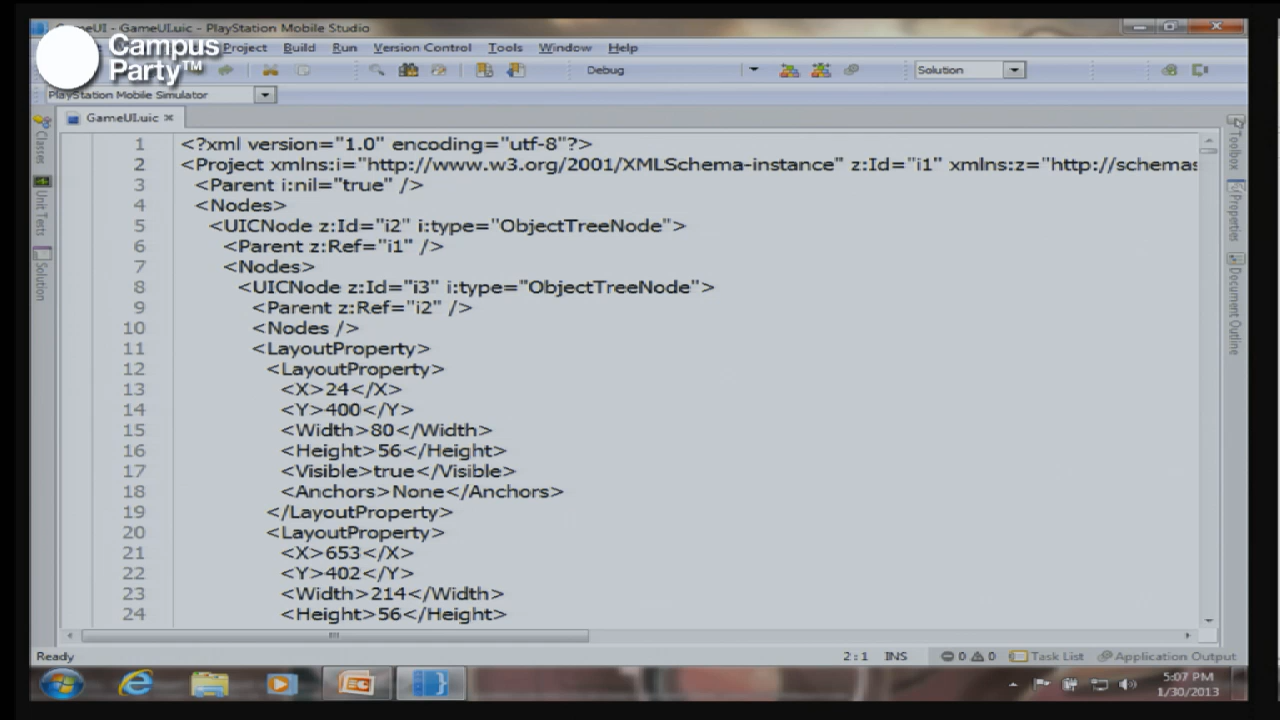 GameUI - GameUI.uic - PlayStation Mobile Studio
Campus
Party™
Project Build Run Version Control Tools Window Help
Debug
Solution
PlayStation Mobile Simulator
GameUI.uic
Classes
Unit Tests
Solution
Toolbox
Properties
Document Outline
1 <?xml version="1.0" encoding="utf-8"?>
2 <Project xmlns:i="http://www.w3.org/2001/XMLSchema-instance" z:Id="i1" xmlns:z="http://schemas
3 <Parent i:nil="true" />
4 <Nodes>
5 <UICNode z:Id="i2" i:type="ObjectTreeNode">
6 <Parent z:Ref="i1" />
7 <Nodes>
8 <UICNode z:Id="i3" i:type="ObjectTreeNode">
9 <Parent z:Ref="i2" />
10 <Nodes />
11 <LayoutProperty>
12 <LayoutProperty>
13 <X>24</X>
14 <Y>400</Y>
15 <Width>80</Width>
16 <Height>56</Height>
17 <Visible>true</Visible>
18 <Anchors>None</Anchors>
19 </LayoutProperty>
20 <LayoutProperty>
21 <X>653</X>
22 <Y>402</Y>
23 <Width>214</Width>
24 <Height>56</Height>
Ready
2 : 1 INS 0 0 Task List Application Output
5:07 PM
1/30/2013